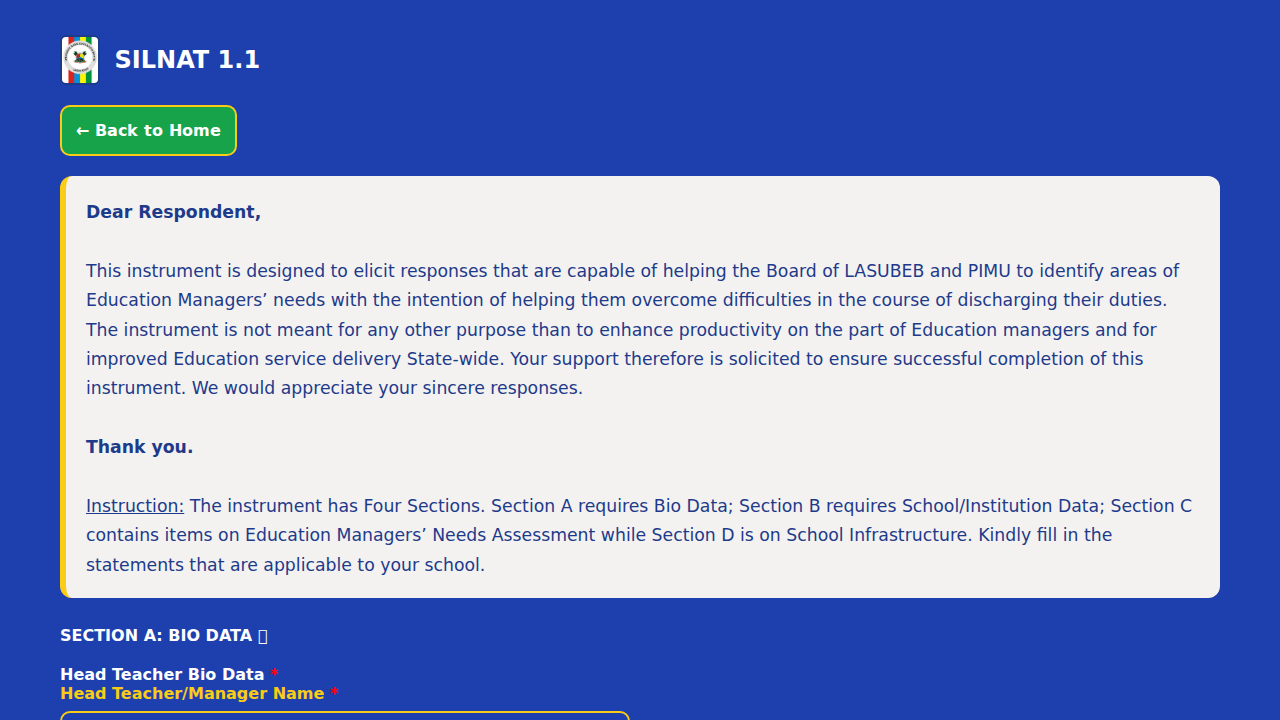 SILNAT 1.1
← Back to Home
Dear Respondent,
This instrument is designed to elicit responses that are capable of helping the Board of LASUBEB and PIMU to identify areas of
Education Managers’ needs with the intention of helping them overcome difficulties in the course of discharging their duties.
The instrument is not meant for any other purpose than to enhance productivity on the part of Education managers and for
improved Education service delivery State-wide. Your support therefore is solicited to ensure successful completion of this
instrument. We would appreciate your sincere responses.
Thank you.
Instruction: The instrument has Four Sections. Section A requires Bio Data; Section B requires School/Institution Data; Section C
contains items on Education Managers’ Needs Assessment while Section D is on School Infrastructure. Kindly fill in the
statements that are applicable to your school.
SECTION A: BIO DATA
Head Teacher Bio Data *
Head Teacher/Manager Name *